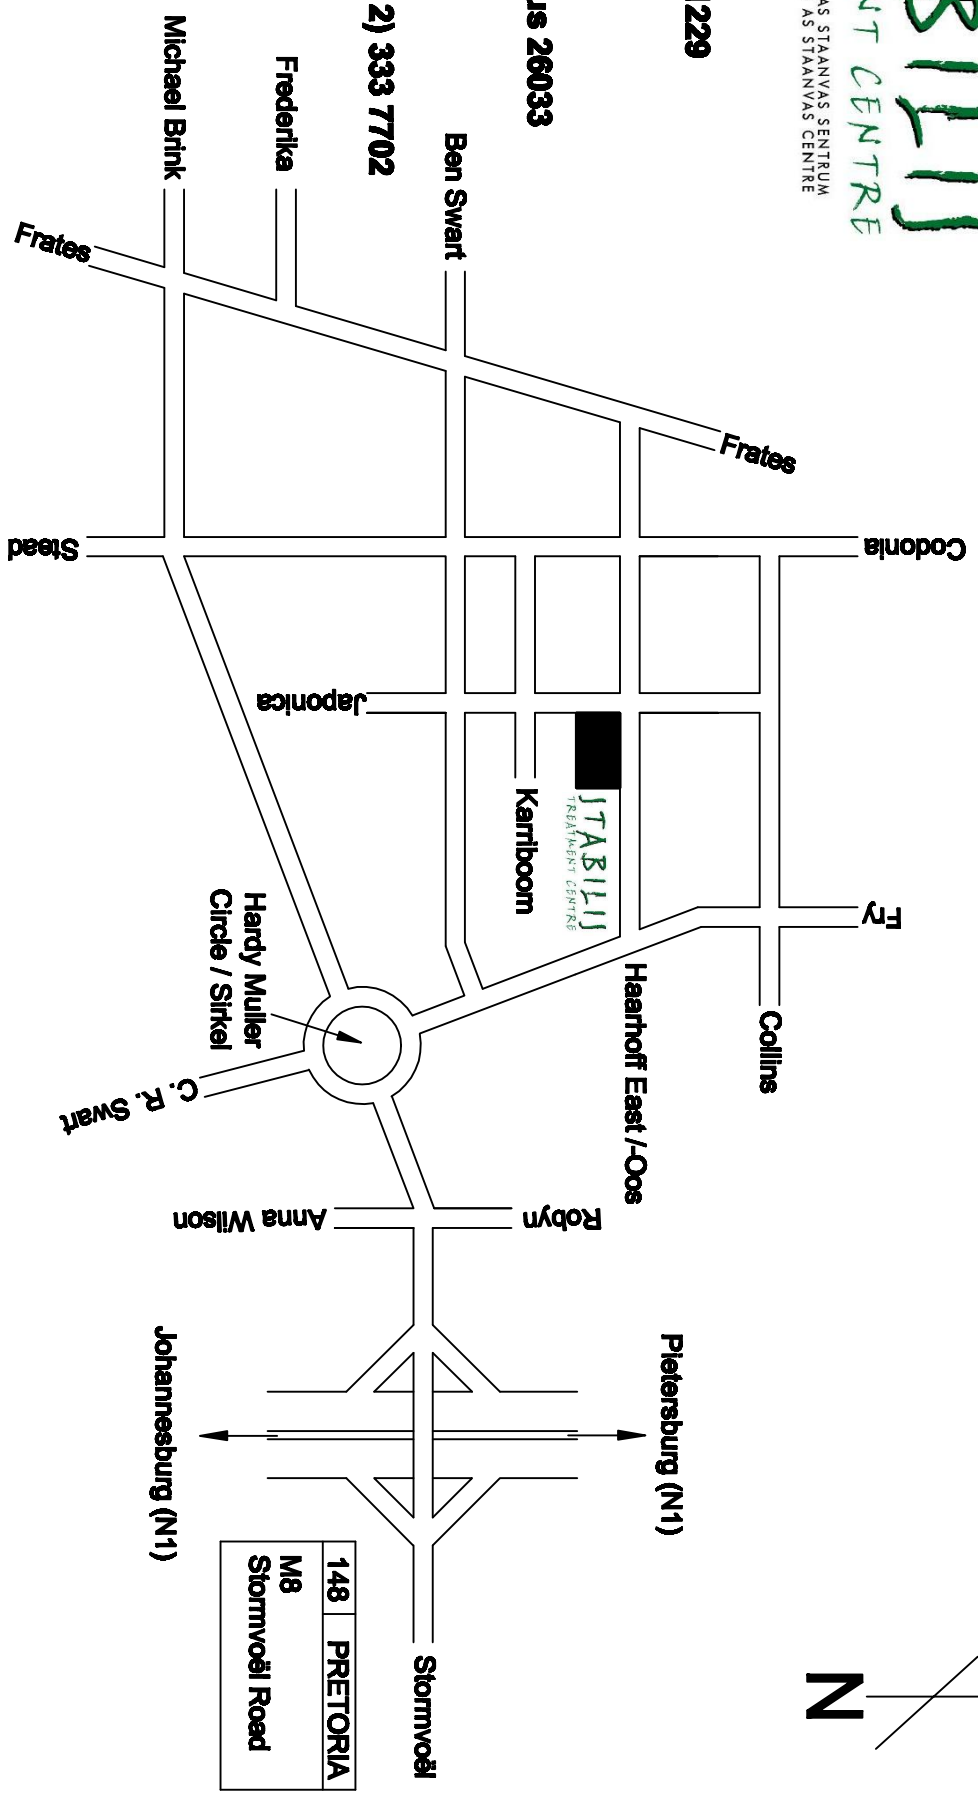 BILIS
NT CENTRE
AS STAANVAS SENTRUM
AS STAANVAS CENTRE
N
1229
Codonia
Fry
Collins
Frates
Pietersburg (N1)
Haarhoff East /-Oos
Robyn
STABILIS
TREATMENT CENTRE
us 26033
Karriboom
Ben Swart
Stormvoël
2) 333 7702
Japonica
148 PRETORIA
M8
Stormvoël Road
Anna Wilson
Frederika
Hardy Muller
Circle / Sirkel
C. R. Swart
Johannesburg (N1)
Michael Brink
Frates
Stead